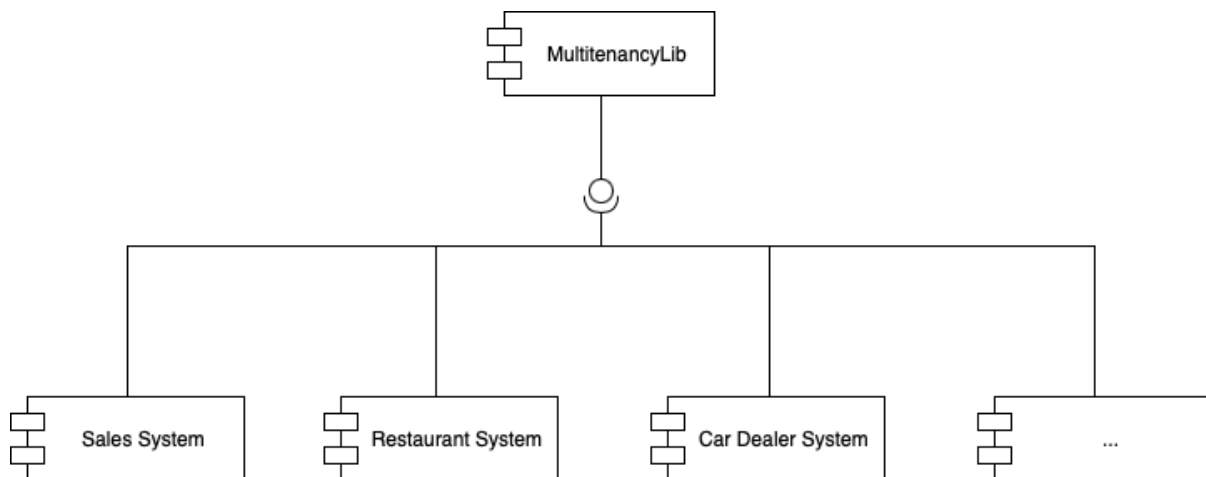 MultitenancyLib
Sales System
Restaurant System
Car Dealer System
...